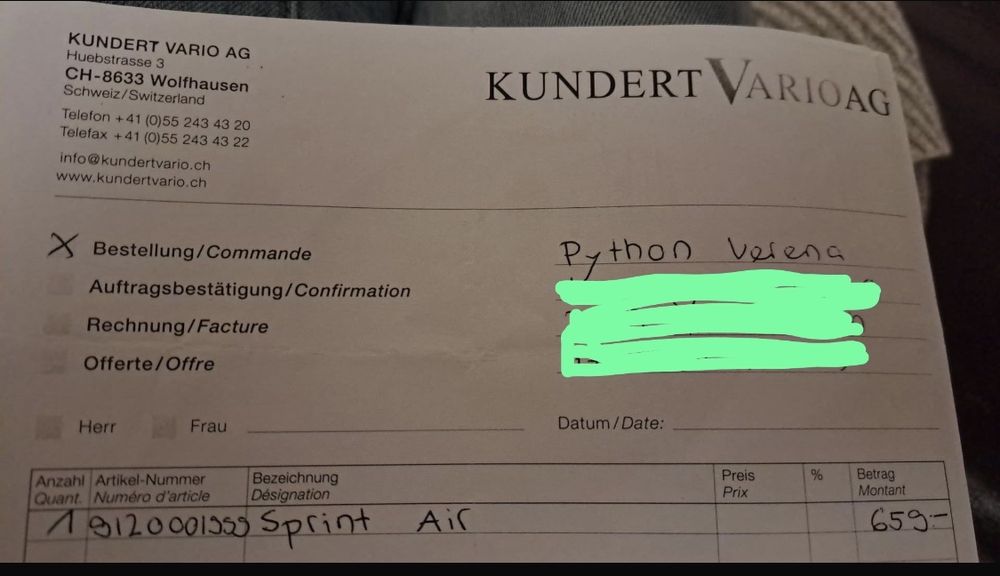 KUNDERT VARIO AG
Huebstrasse 3
CH-8633 Wolfhausen
Schweiz/Switzerland
Telefon +41 (0)55 243 43 20
Telefax +41 (0)55 243 43 22
info@kundertvario.ch
www.kundertvario.ch
KUNDERT VARIO AG
X Bestellung/Commande
Python Verena
Auftragsbestätigung/Confirmation
Rechnung/Facture
Offerte/Offre
Herr Frau Datum/Date:
Anzahl Artikel-Nummer Bezeichnung Preis % Betrag
Quant. Numéro d'article Désignation Prix Montant
1 Sprint Air 659.-